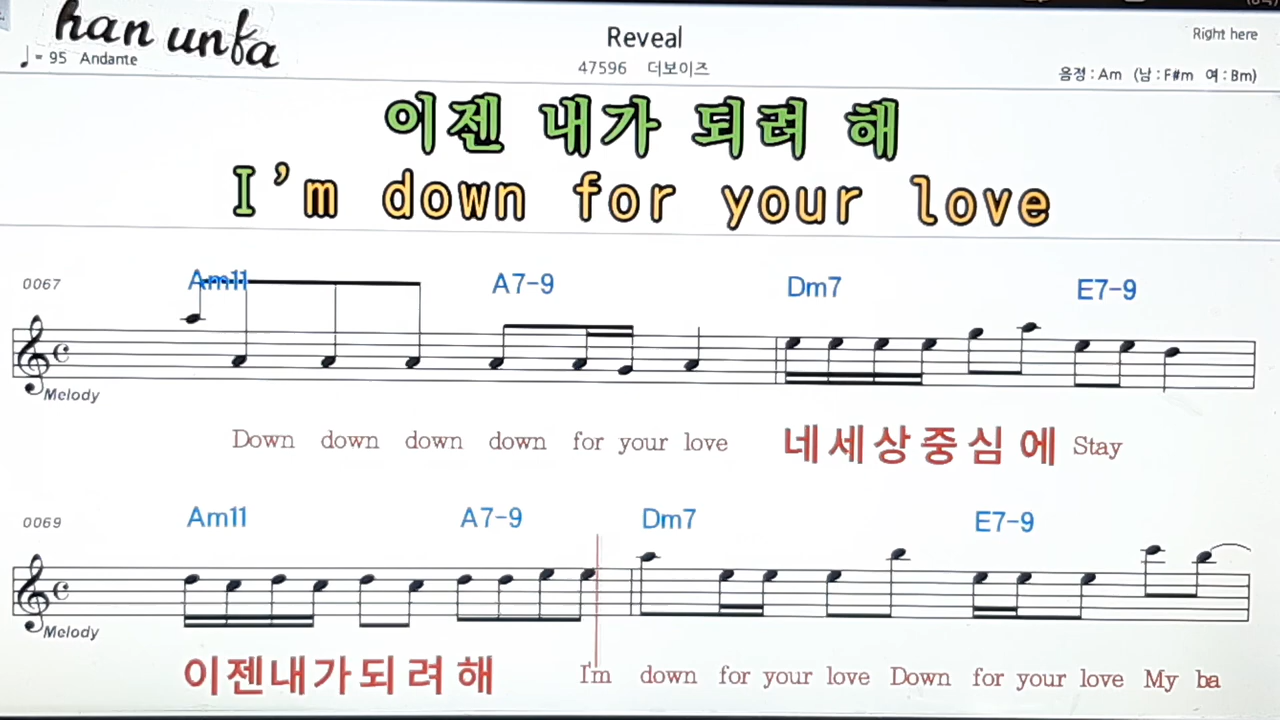 han unfa
Reveal
Right here
♩= 95 Andante
47596 더보이즈
음정 : Am (남 : F#m 여 : Bm)
이젠 내가 되려 해
I'm down for your love
0067
Am11 A7-9 Dm7 E7-9
Melody
Down down down down for your love 네 세 상 중 심 에 Stay
0069
Am11 A7-9 Dm7 E7-9
Melody
이 젠 내 가 되 려 해 I'm down for your love Down for your love My ba